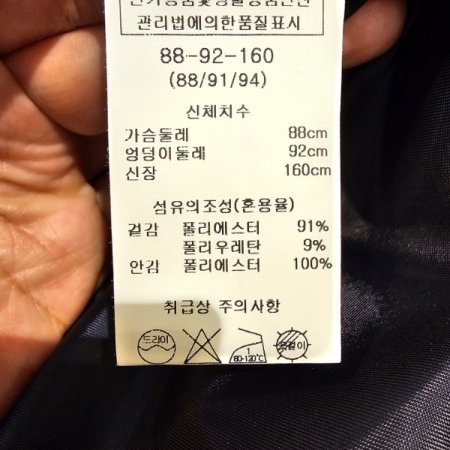 관리법에의한품질표시
88-92-160
(88/91/94)
신체치수
가슴둘레 88cm
엉덩이둘레 92cm
신장 160cm
섬유의조성(혼용율)
겉감 폴리에스터 91%
폴리우레탄 9%
안감 폴리에스터 100%
취급상 주의사항
드라이
1
80-120℃
옷걸이